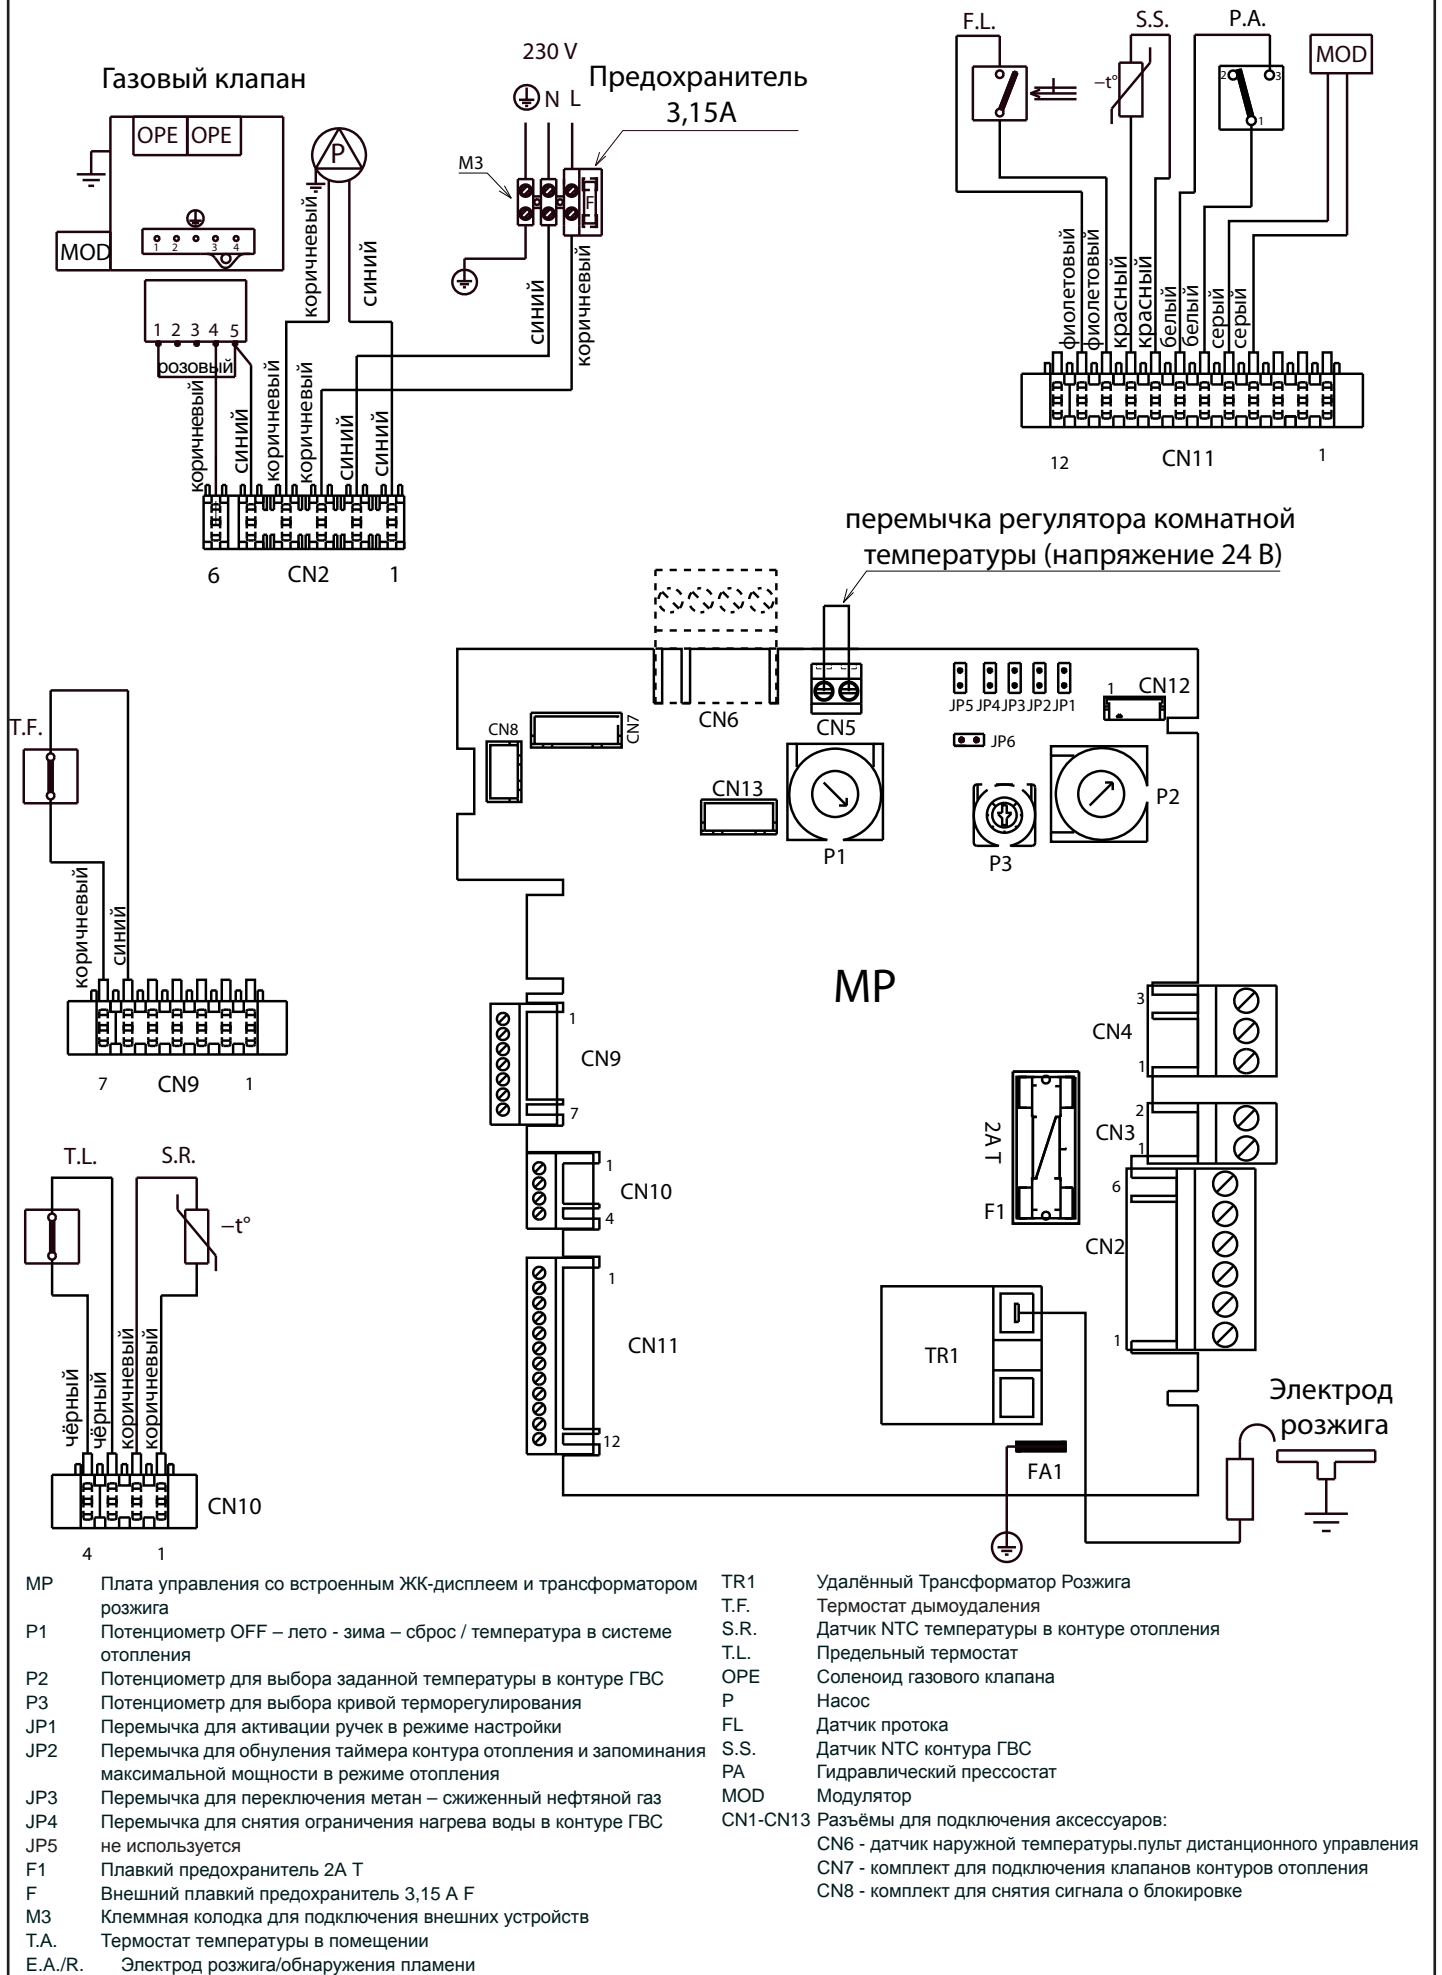 F.L.
S.S.
P.A.
MOD
–t°
2
3
1
230 V
Газовый клапан
Предохранитель
3,15A
N L
M3
F
OPE OPE
P
MOD
1 2 3 4
1 2 3 4 5
розовый
коричневый
синий
синий
коричневый
коричневый
синий
коричневый
коричневый
синий
синий
6 CN2 1
фиолетовый
фиолетовый
красный
красный
белый
белый
серый
серый
12 CN11 1
перемычка регулятора комнатной
температуры (напряжение 24 В)
T.F.
коричневый
синий
7 CN9 1
CN8
CN7
CN6
CN5
JP5 JP4 JP3 JP2 JP1
1 CN12
JP6
CN13
P1
P3
P2
MP
1
CN9
7
1
CN10
4
1
CN11
12
3
CN4
1
2
CN3
1
6
CN2
1
2A T
F1
TR1
FA1
Электрод
розжига
T.L.
S.R.
–t°
чёрный
чёрный
коричневый
коричневый
CN10
4 1
MP Плата управления со встроенным ЖК-дисплеем и трансформатором
розжига
P1 Потенциометр OFF – лето - зима – сброс / температура в системе
отопления
P2 Потенциометр для выбора заданной температуры в контуре ГВС
P3 Потенциометр для выбора кривой терморегулирования
JP1 Перемычка для активации ручек в режиме настройки
JP2 Перемычка для обнуления таймера контура отопления и запоминания
максимальной мощности в режиме отопления
JP3 Перемычка для переключения метан – сжиженный нефтяной газ
JP4 Перемычка для снятия ограничения нагрева воды в контуре ГВС
JP5 не используется
F1 Плавкий предохранитель 2А Т
F Внешний плавкий предохранитель 3,15 А F
M3 Клеммная колодка для подключения внешних устройств
T.A. Термостат температуры в помещении
E.A./R. Электрод розжига/обнаружения пламени
TR1 Удалённый Трансформатор Розжига
T.F. Термостат дымоудаления
S.R. Датчик NTC температуры в контуре отопления
T.L. Предельный термостат
OPE Соленоид газового клапана
P Насос
FL Датчик протока
S.S. Датчик NTC контура ГВС
PA Гидравлический прессостат
MOD Модулятор
CN1-CN13 Разъёмы для подключения аксессуаров:
CN6 - датчик наружной температуры.пульт дистанционного управления
CN7 - комплект для подключения клапанов контуров отопления
CN8 - комплект для снятия сигнала о блокировке